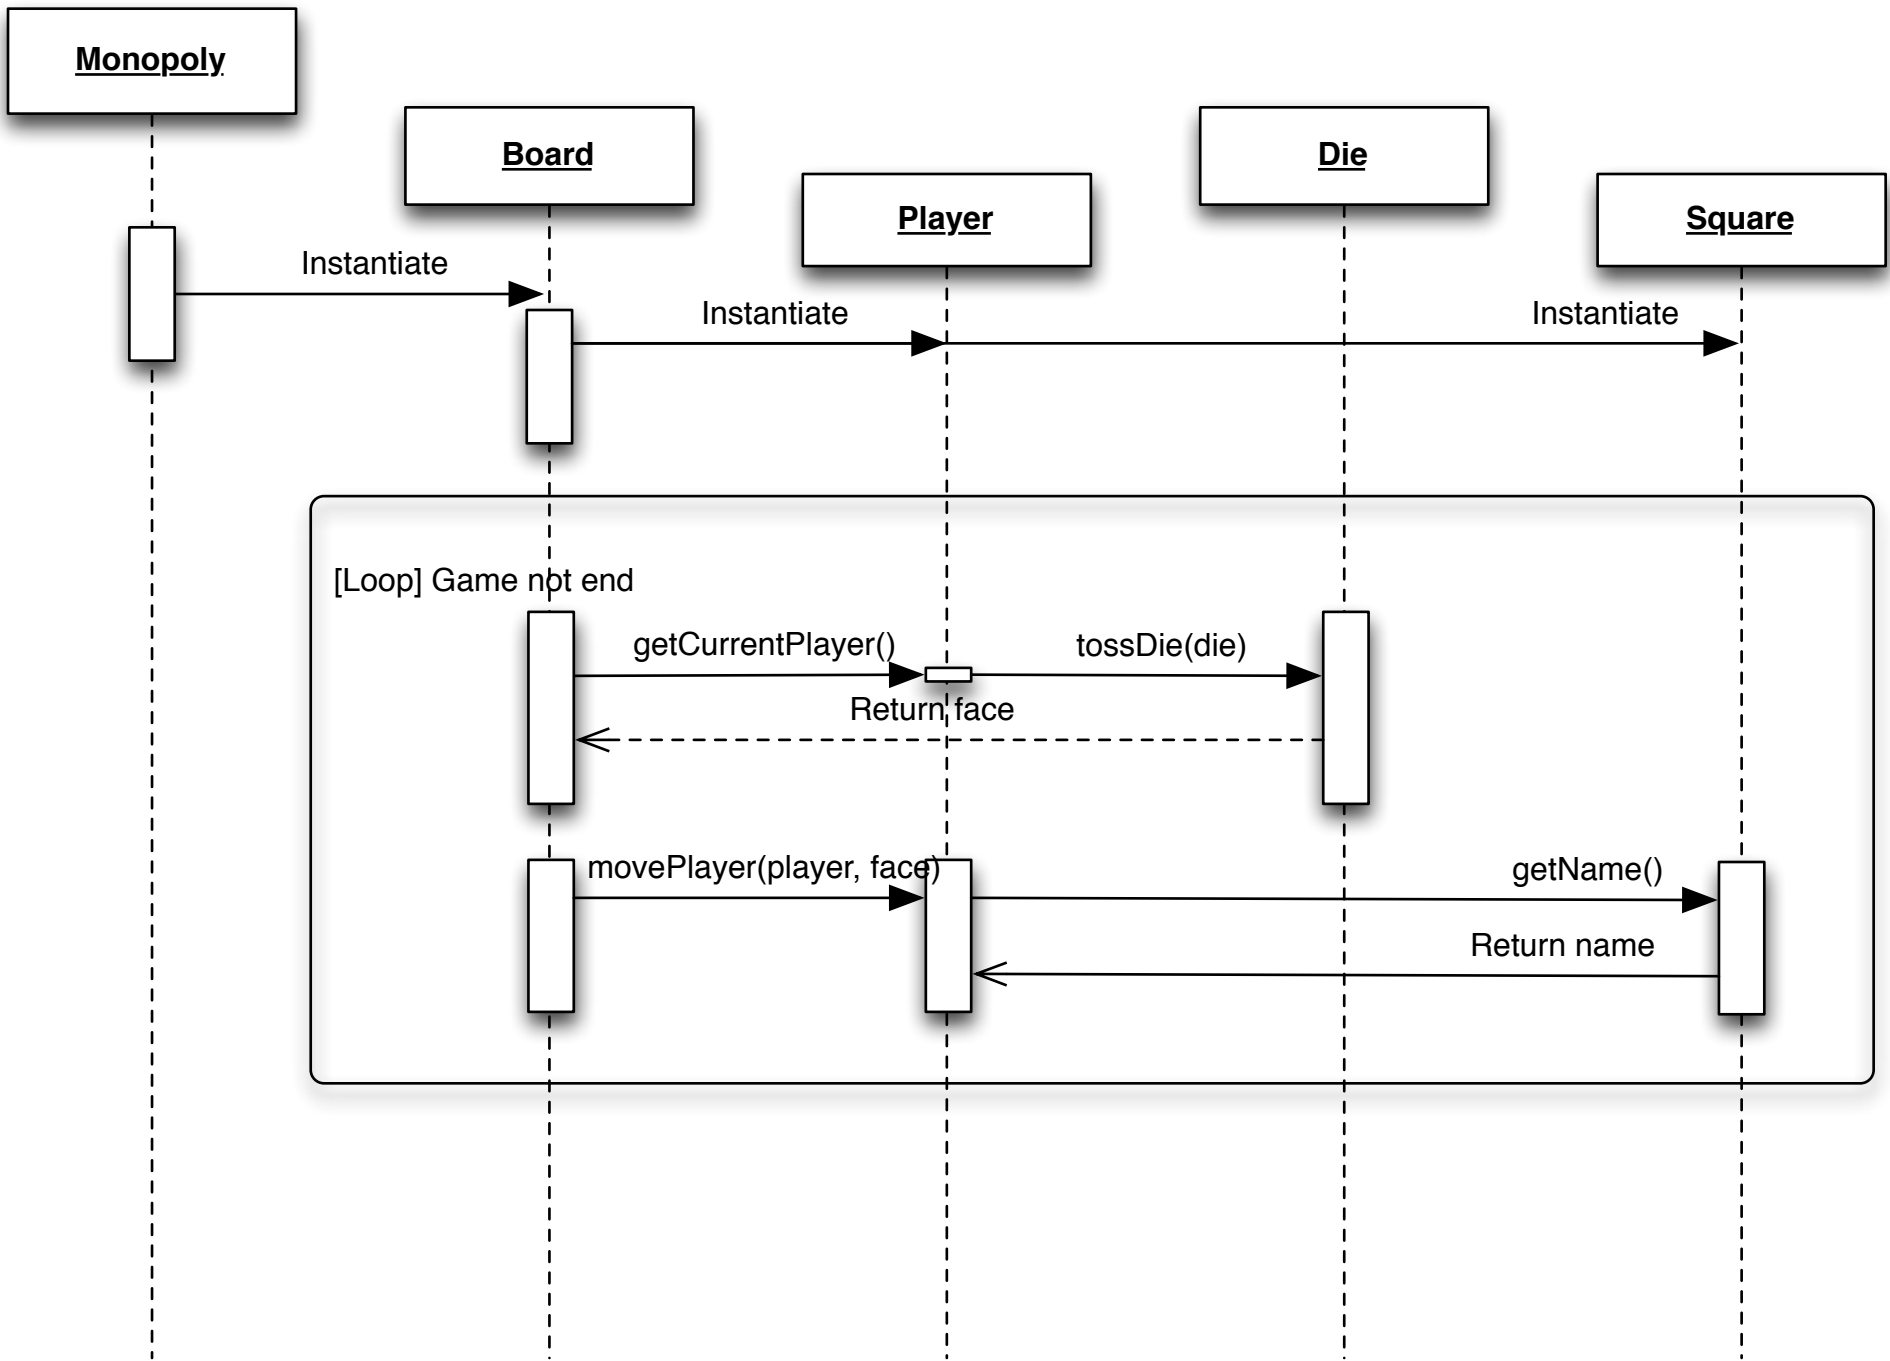 Monopoly
Board
Die
Player
Square
Instantiate
Instantiate
Instantiate
[Loop] Game not end
getCurrentPlayer()
tossDie(die)
Return face
movePlayer(player, face)
getName()
Return name